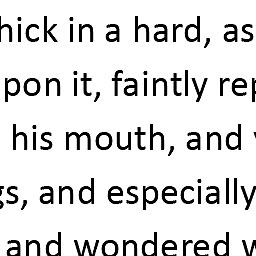 hick in a hard, as
pon it, faintly rep
his mouth, and
gs, and especially
and wondered w